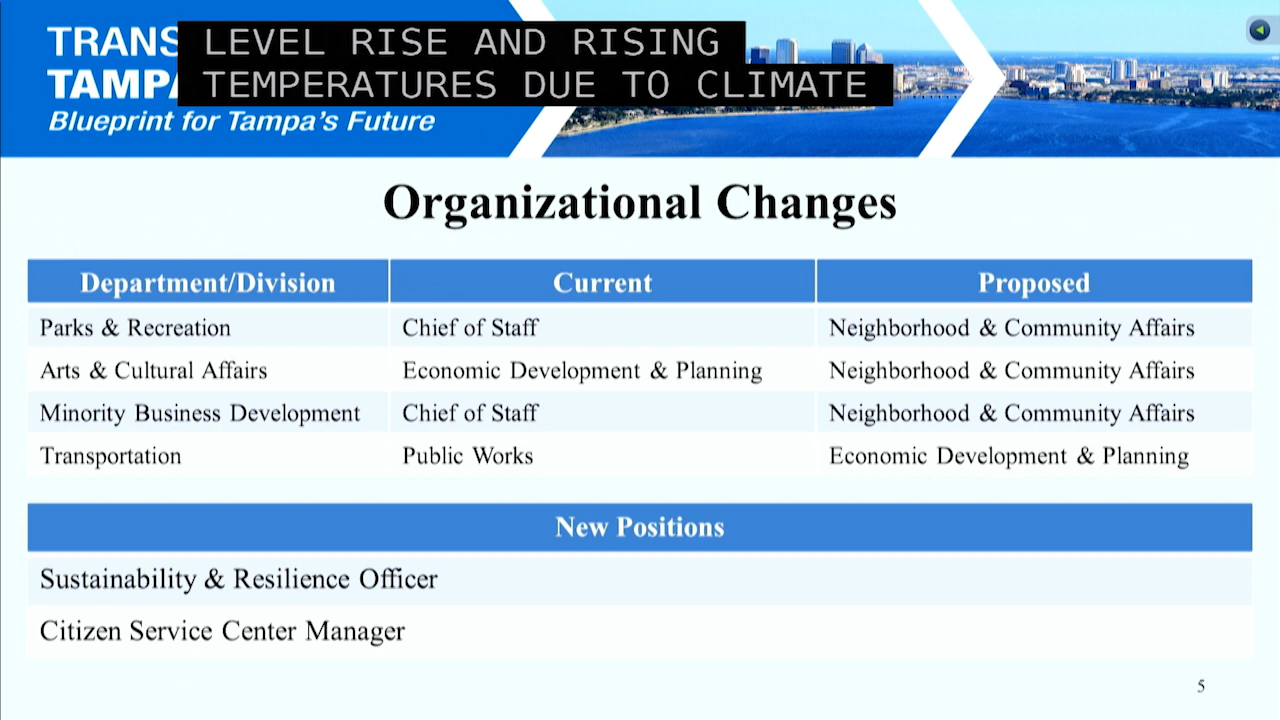 TRANS
LEVEL RISE AND RISING
TAMPA
TEMPERATURES DUE TO CLIMATE
Blueprint for Tampa's Future
Organizational Changes
Department/Division Current Proposed
Parks & Recreation Chief of Staff Neighborhood & Community Affairs
Arts & Cultural Affairs Economic Development & Planning Neighborhood & Community Affairs
Minority Business Development Chief of Staff Neighborhood & Community Affairs
Transportation Public Works Economic Development & Planning
New Positions
Sustainability & Resilience Officer
Citizen Service Center Manager
5